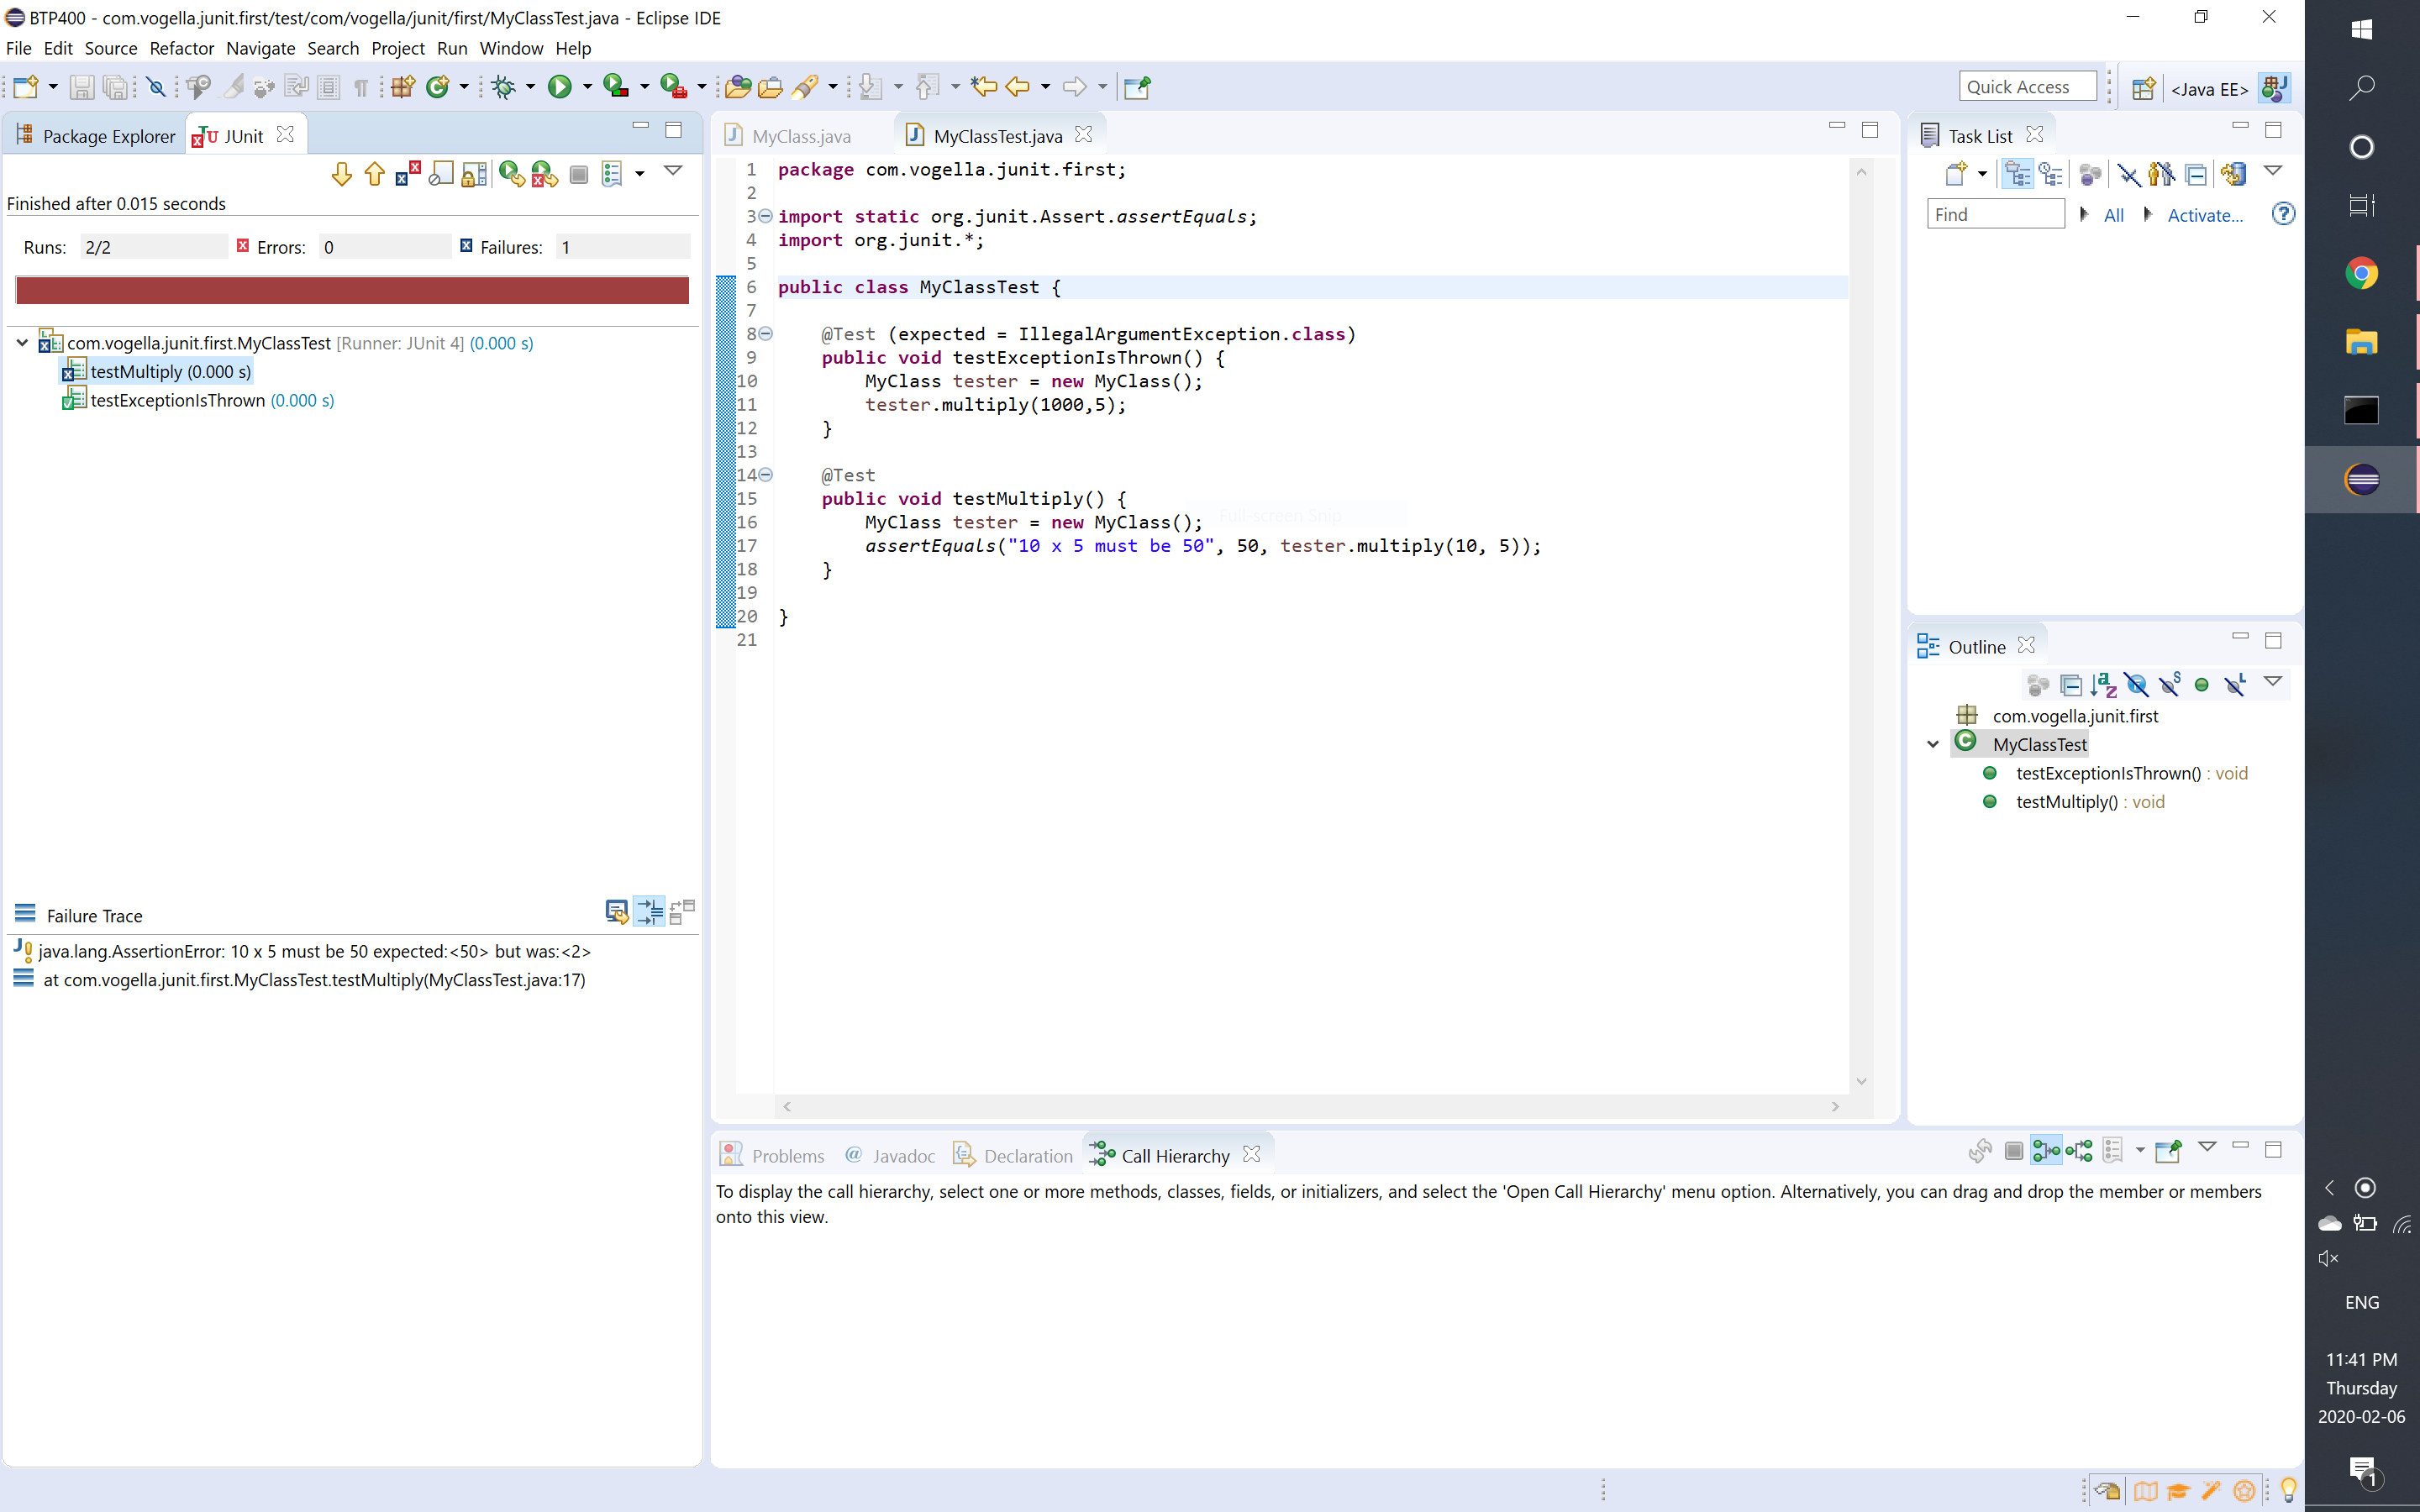 BTP400 - com.vogella.junit.first/test/com/vogella/junit/first/MyClassTest.java - Eclipse IDE
File Edit Source Refactor Navigate Search Project Run Window Help
Quick Access
<Java EE>
Package Explorer
JUnit
Finished after 0.015 seconds
Runs: 2/2 Errors: 0 Failures: 1
com.vogella.junit.first.MyClassTest [Runner: JUnit 4] (0.000 s)
testMultiply (0.000 s)
testExceptionIsThrown (0.000 s)
Failure Trace
java.lang.AssertionError: 10 x 5 must be 50 expected:<50> but was:<2>
at com.vogella.junit.first.MyClassTest.testMultiply(MyClassTest.java:17)
MyClass.java
MyClassTest.java
1 package com.vogella.junit.first;
2
3 import static org.junit.Assert.assertEquals;
4 import org.junit.*;
5
6 public class MyClassTest {
7
8 @Test (expected = IllegalArgumentException.class)
9 public void testExceptionIsThrown() {
10 MyClass tester = new MyClass();
11 tester.multiply(1000,5);
12 }
13
14 @Test
15 public void testMultiply() {
16 MyClass tester = new MyClass();
Full-screen Snip
17 assertEquals("10 x 5 must be 50", 50, tester.multiply(10, 5));
18 }
19
20 }
21
Task List
Find
All
Activate...
Outline
com.vogella.junit.first
MyClassTest
testExceptionIsThrown() : void
testMultiply() : void
Problems
@ Javadoc
Declaration
Call Hierarchy
To display the call hierarchy, select one or more methods, classes, fields, or initializers, and select the 'Open Call Hierarchy' menu option. Alternatively, you can drag and drop the member or members
onto this view.
ENG
11:41 PM
Thursday
2020-02-06
1